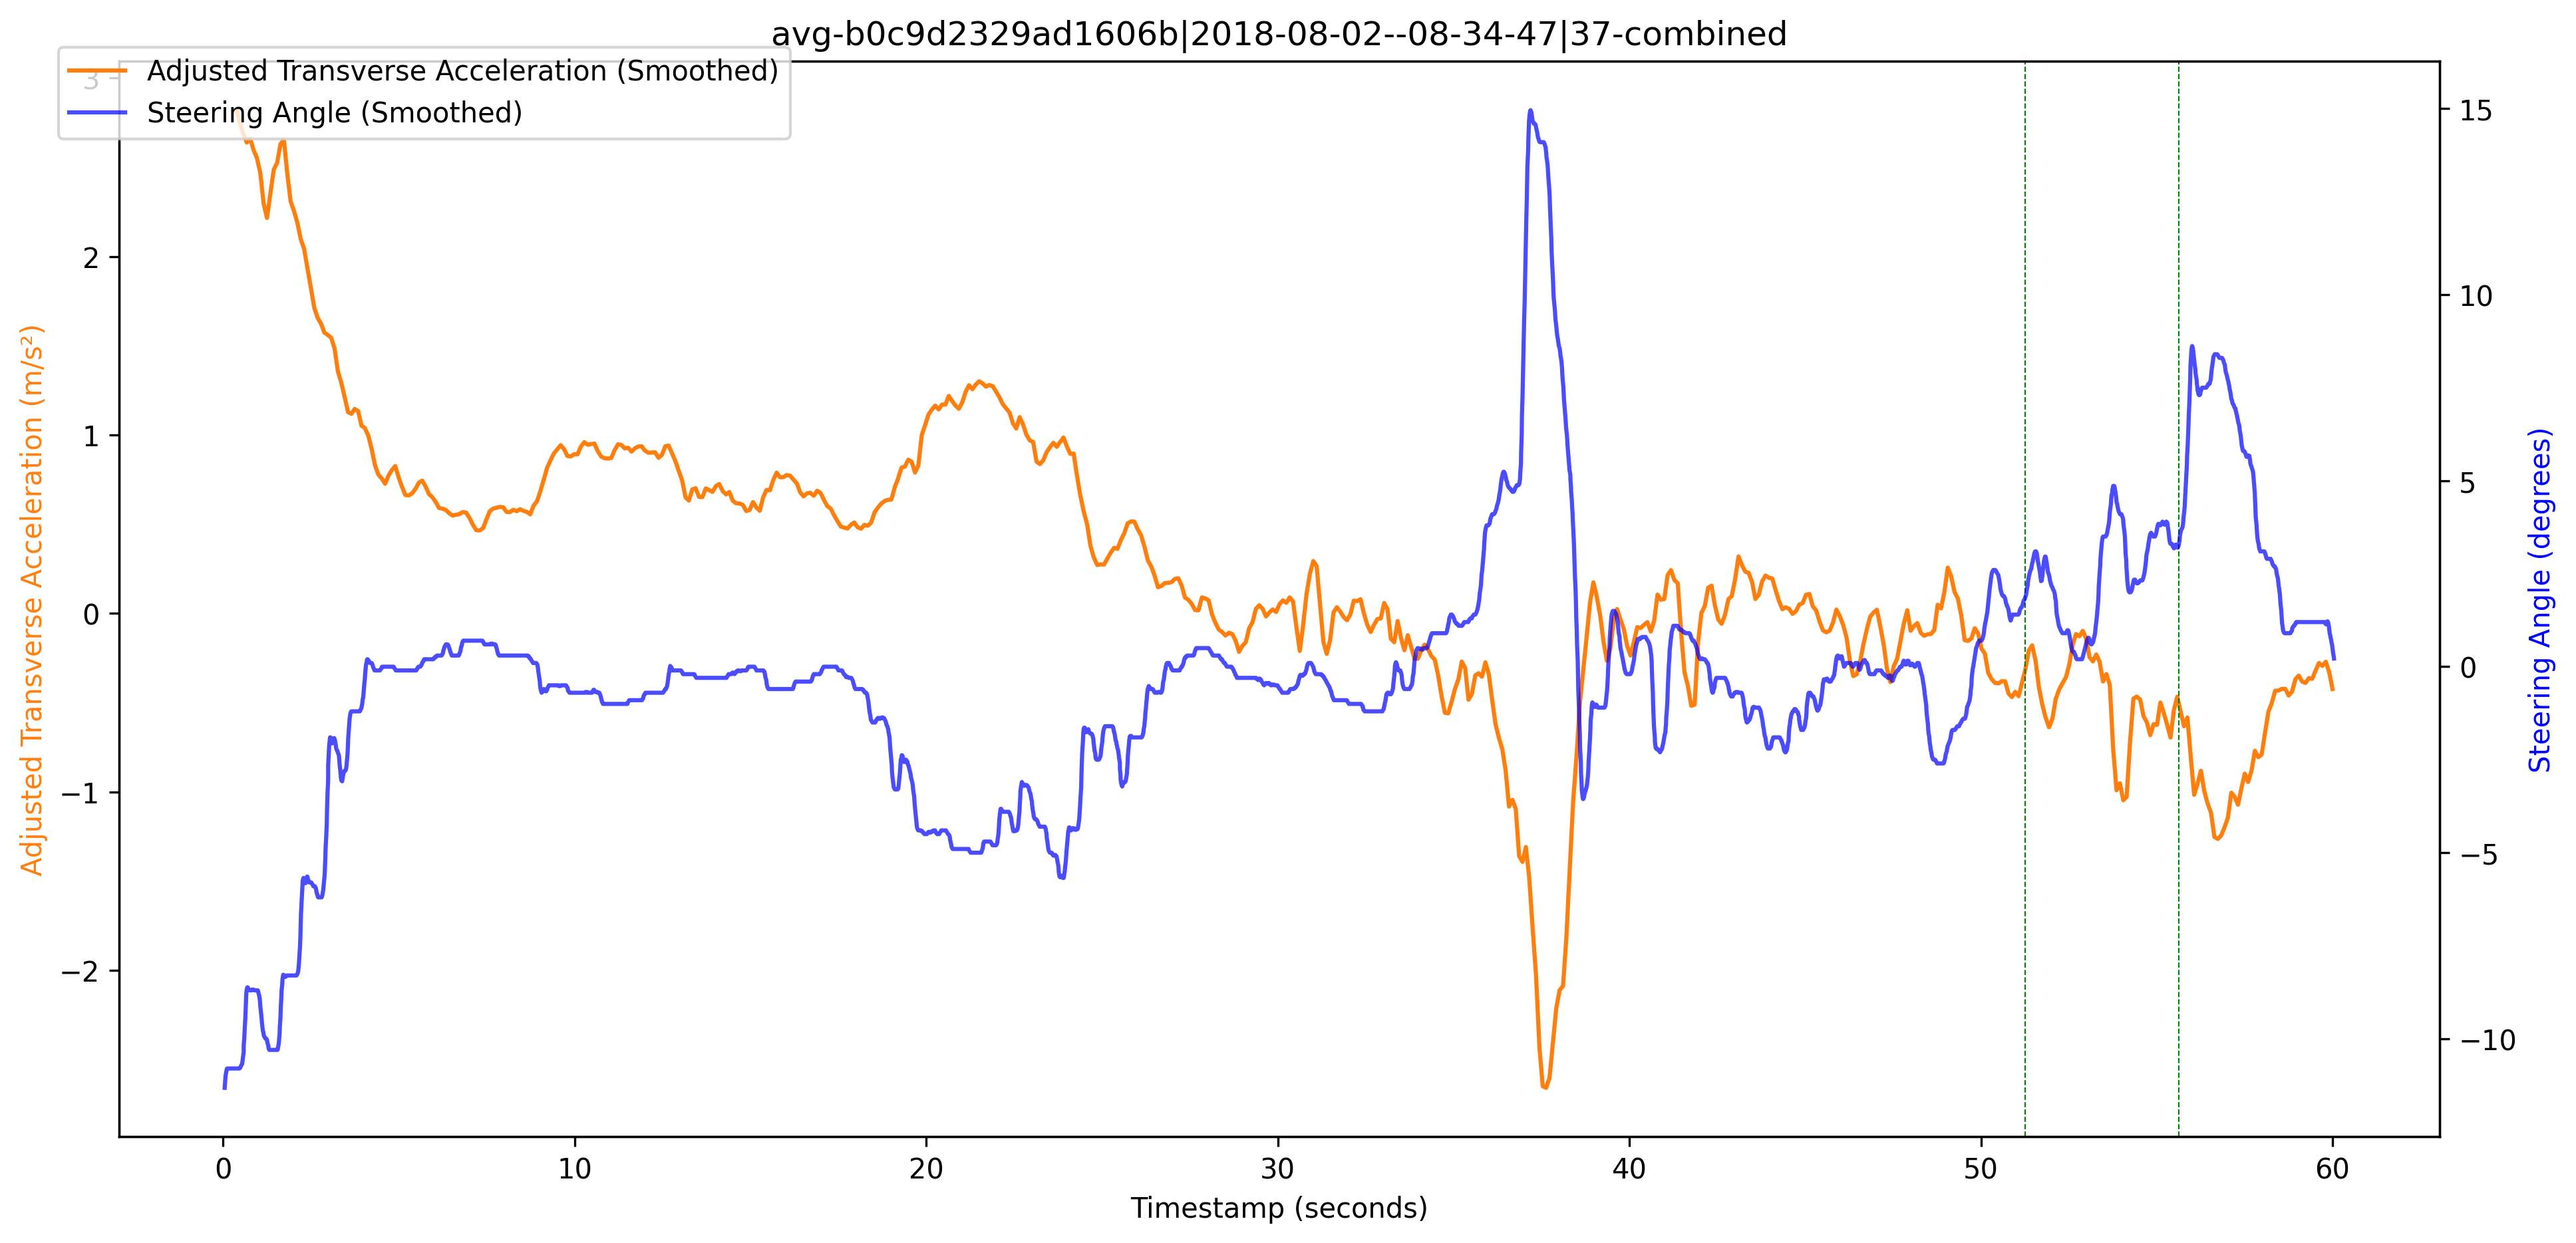 avg-b0c9d2329ad1606b|2018-08-02--08-34-47|37-combined
Adjusted Transverse Acceleration (Smoothed)
Steering Angle (Smoothed)
3
2
1
0
−1
−2
Adjusted Transverse Acceleration (m/s²)
15
10
5
0
−5
−10
Steering Angle (degrees)
0 10 20 30 40 50 60
Timestamp (seconds)